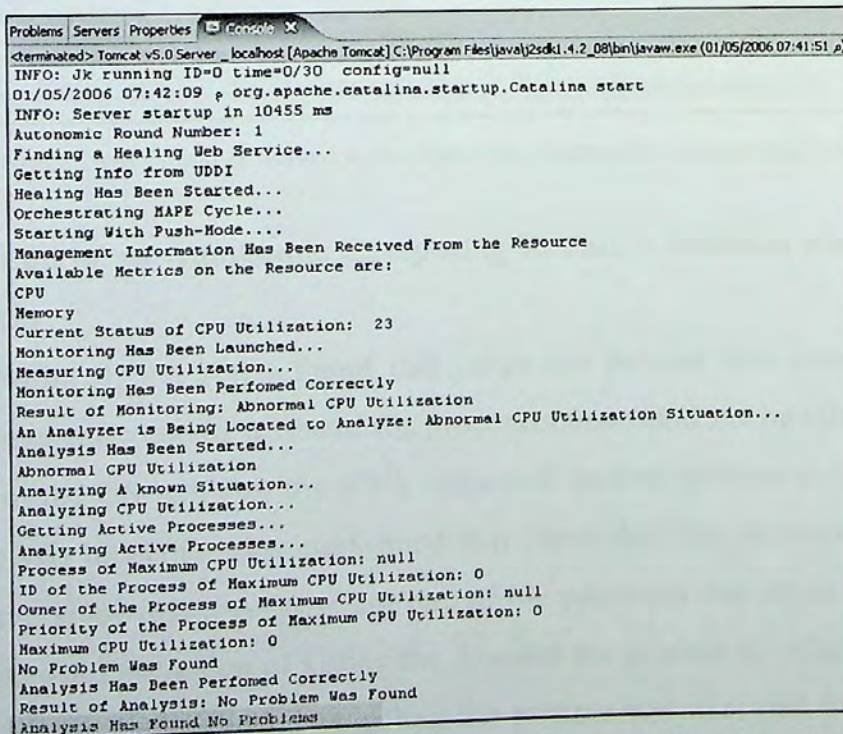 Problems Servers Properties Console
<terminated> Tomcat v5.0 Server _ localhost [Apache Tomcat] C:\Program Files\java\j2sdk1.4.2_08\bin\javaw.exe (01/05/2006 07:41:51 م)
INFO: Jk running ID=0 time=0/30 config=null
01/05/2006 07:42:09 م org.apache.catalina.startup.Catalina start
INFO: Server startup in 10455 ms
Autonomic Round Number: 1
Finding a Healing Web Service...
Getting Info from UDDI
Healing Has Been Started...
Orchestrating MAPE Cycle...
Starting With Push-Mode....
Management Information Has Been Received From the Resource
Available Metrics on the Resource are:
CPU
Memory
Current Status of CPU Utilization: 23
Monitoring Has Been Launched...
Measuring CPU Utilization...
Monitoring Has Been Perfomed Correctly
Result of Monitoring: Abnormal CPU Utilization
An Analyzer is Being Located to Analyze: Abnormal CPU Utilization Situation...
Analysis Has Been Started...
Abnormal CPU Utilization
Analyzing A known Situation...
Analyzing CPU Utilization...
Getting Active Processes...
Analyzing Active Processes...
Process of Maximum CPU Utilization: null
ID of the Process of Maximum CPU Utilization: 0
Owner of the Process of Maximum CPU Utilization: null
Priority of the Process of Maximum CPU Utilization: 0
Maximum CPU Utilization: 0
No Problem Was Found
Analysis Has Been Perfomed Correctly
Result of Analysis: No Problem Was Found
Analysis Has Found No Problems